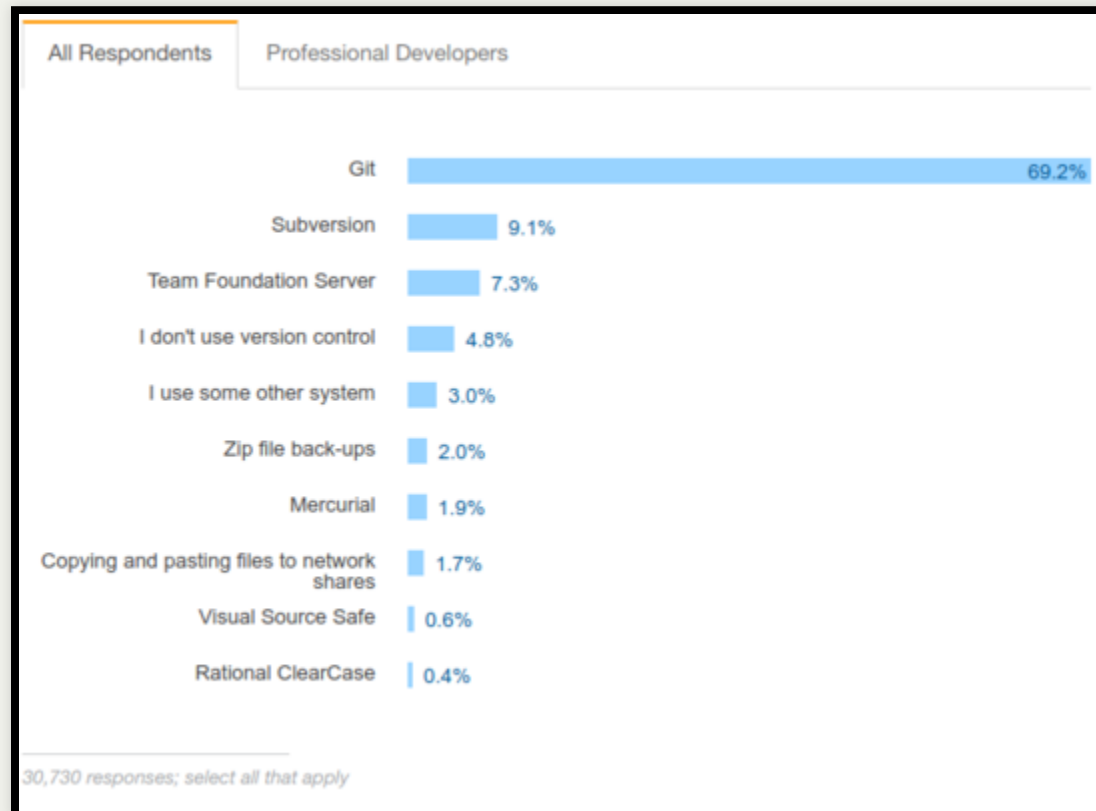 All Respondents
Professional Developers
Git
69.2%
Subversion
9.1%
Team Foundation Server
7.3%
I don't use version control
4.8%
I use some other system
3.0%
Zip file back-ups
2.0%
Mercurial
1.9%
Copying and pasting files to network
shares
1.7%
Visual Source Safe
0.6%
Rational ClearCase
0.4%
30,730 responses; select all that apply